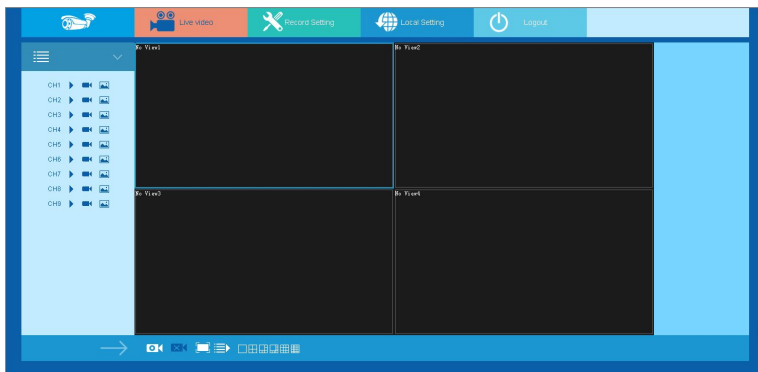 Live video
Record Setting
Local Setting
Logout
No View1
No View2
CH1
CH2
CH3
CH4
CH5
CH6
CH7
CH8
CH9
No View3
No View4